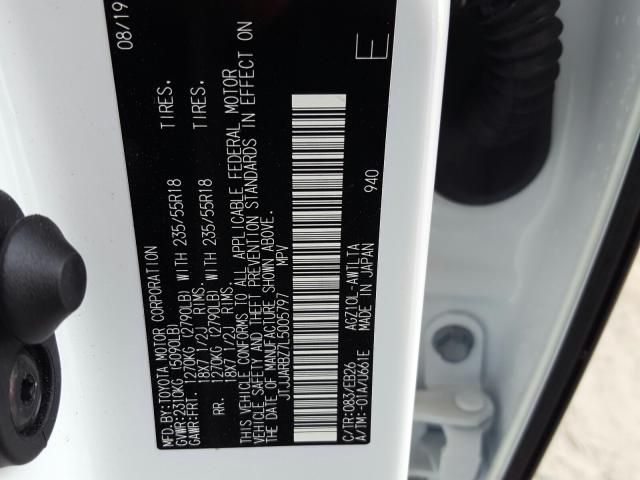 MFD.BY:TOYOTA MOTOR CORPORATION 08/19
GVWR:2310KG (5090LB)
GAWR:FRT. 1270KG (2790LB) WITH 235/55R18 TIRES.
18X7 1/2J RIMS.
RR. 1270KG (2790LB) WITH 235/55R18 TIRES.
18X7 1/2J RIMS.
THIS VEHICLE CONFORMS TO ALL APPLICABLE FEDERAL MOTOR
VEHICLE SAFETY AND THEFT PREVENTION STANDARDS IN EFFECT ON
THE DATE OF MANUFACTURE SHOWN ABOVE.
JTJJARBZ7L5005797 MPV
E
C/TR:083/EB26 AGZ10L-AWTLTA 940
A/TM:-01A/U661E MADE IN JAPAN